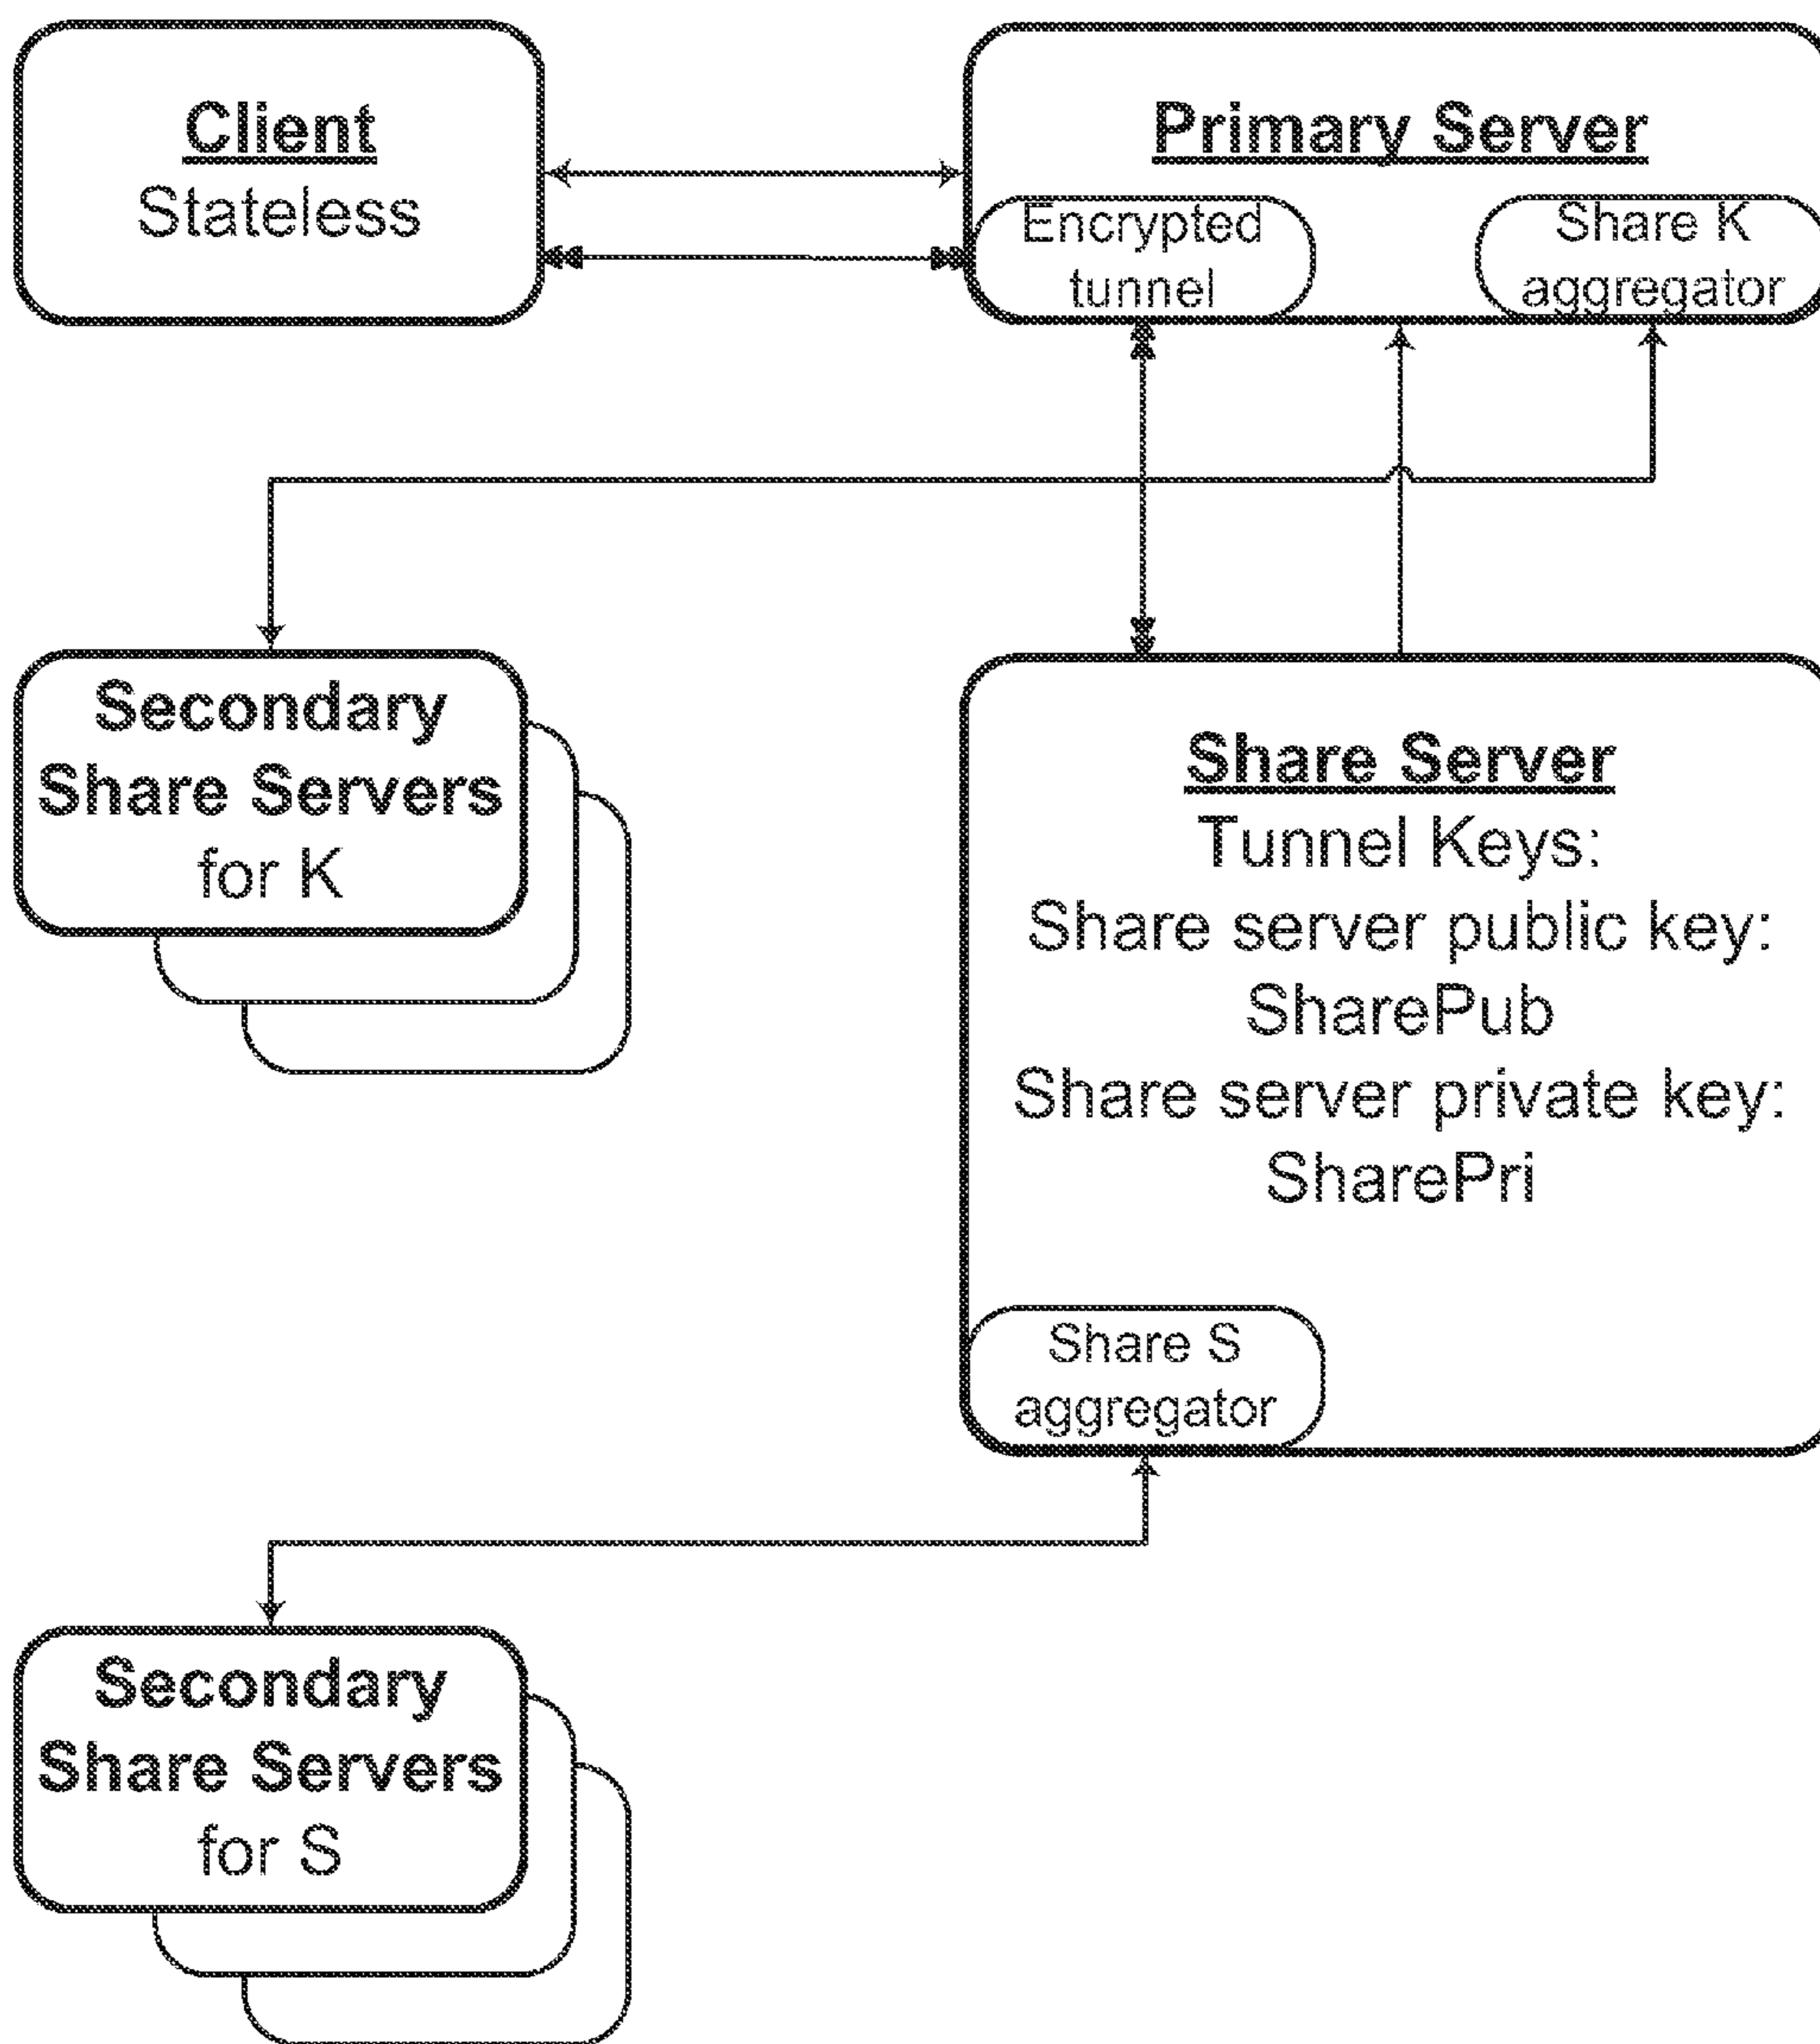 Client
Stateless
Primary Server
Encrypted
tunnel
Share K
aggregator
Secondary
Share Servers
for K
Share Server
Tunnel Keys:
Share server public key:
SharePub
Share server private key:
SharePri
Share S
aggregator
Secondary
Share Servers
for S